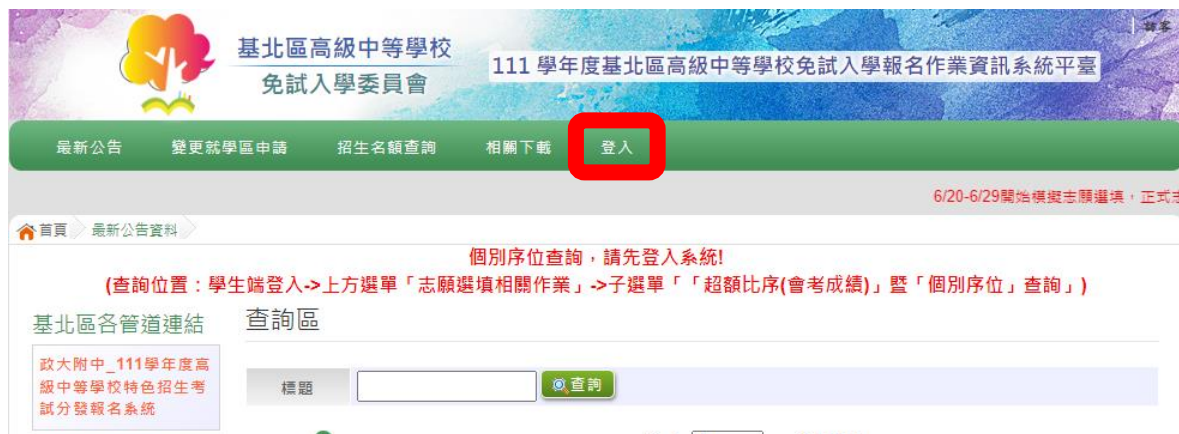 訪客
基北區高級中等學校
免試入學委員會
111 學年度基北區高級中等學校免試入學報名作業資訊系統平臺
最新公告 變更就學區申請 招生名額查詢 相關下載 登入
6/20-6/29開始模擬志願選填，正式志
首頁 最新公告資料
個別序位查詢，請先登入系統!
(查詢位置：學生端登入->上方選單「志願選填相關作業」->子選單「「超額比序(會考成績)」暨「個別序位」查詢」)
基北區各管道連結
查詢區
政大附中_111學年度高
級中等學校特色招生考
試分發報名系統
標題 查詢